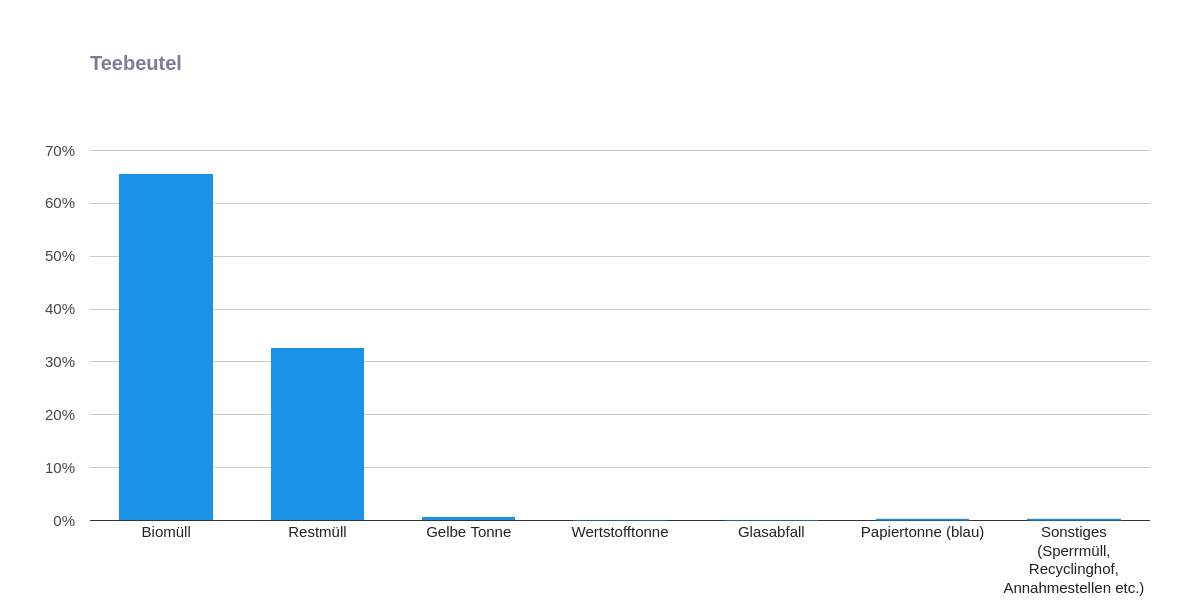 Teebeutel
70%
60%
50%
40%
30%
20%
10%
0%
Biomüll
Restmüll
Gelbe Tonne
Wertstofftonne
Glasabfall
Papiertonne (blau)
Sonstiges
(Sperrmüll,
Recyclinghof,
Annahmestellen etc.)